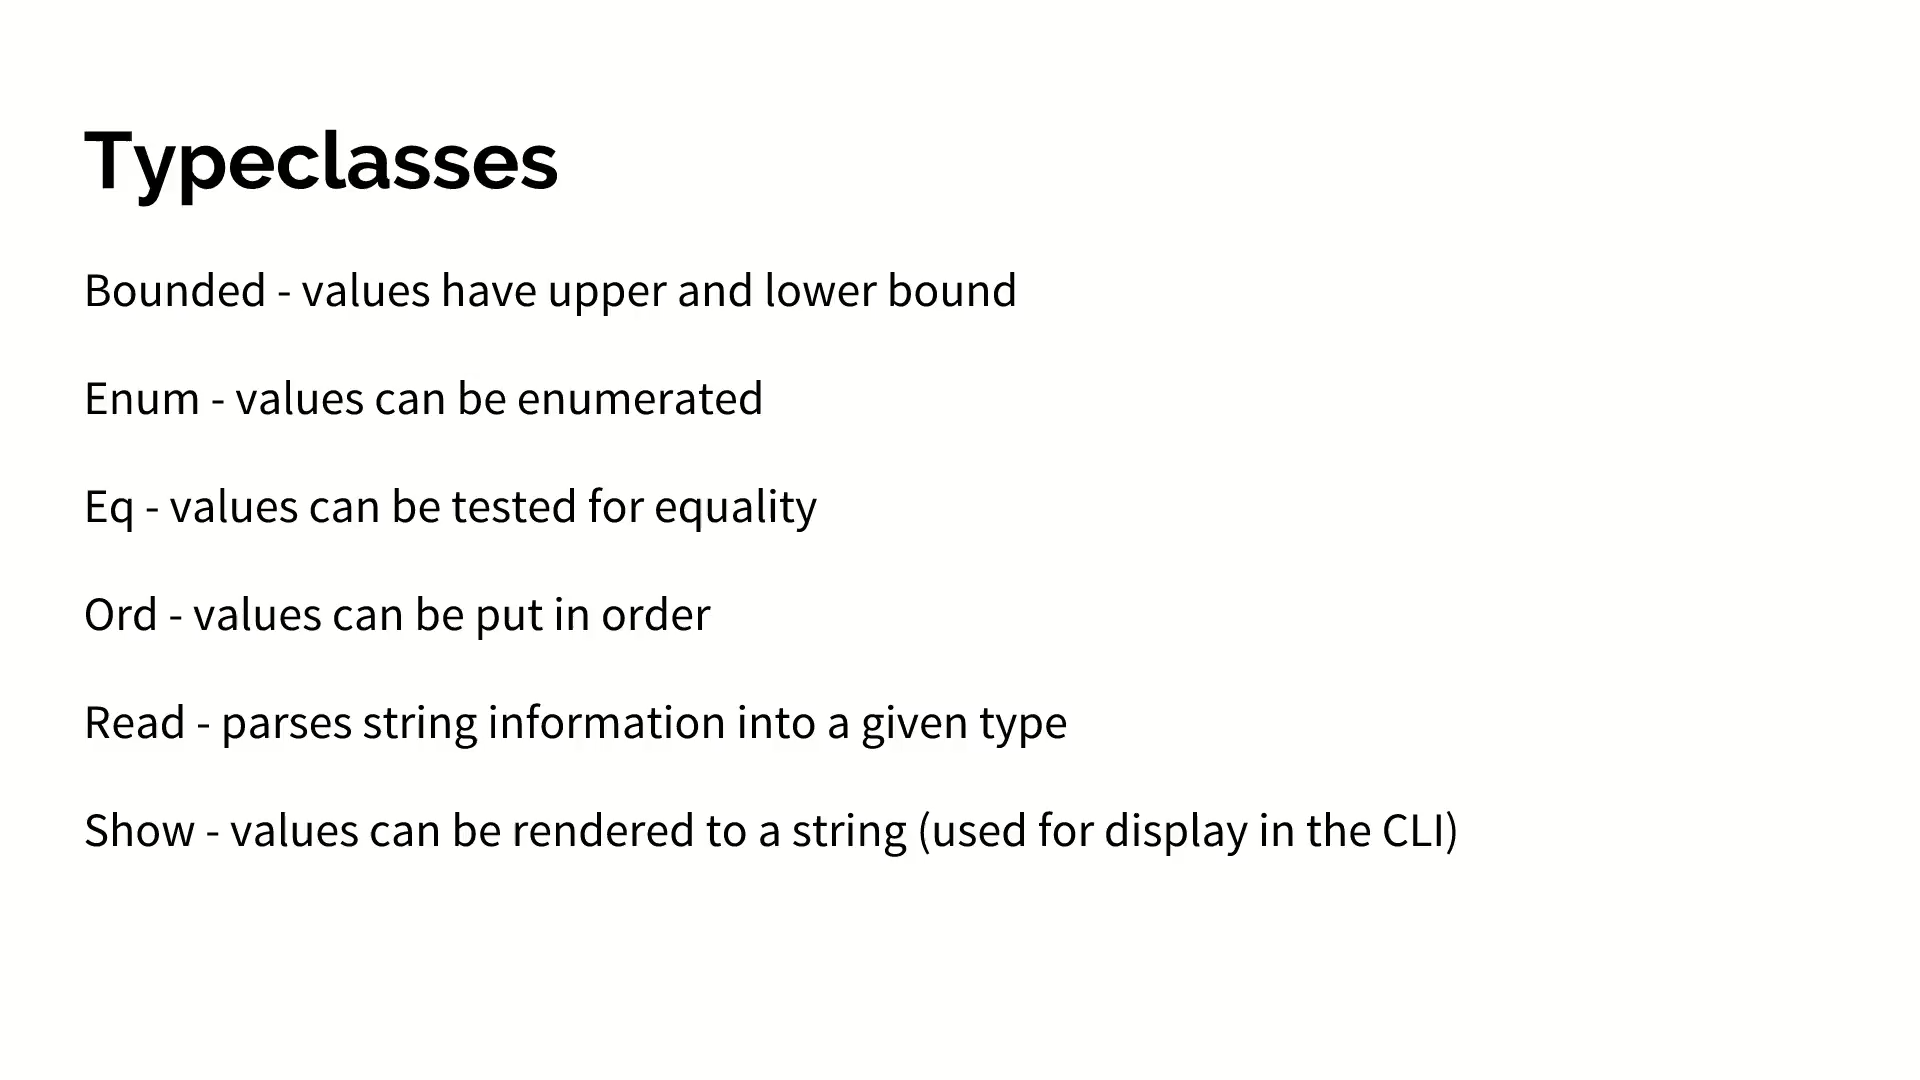 Typeclasses
Bounded - values have upper and lower bound
Enum - values can be enumerated
Eq - values can be tested for equality
Ord - values can be put in order
Read - parses string information into a given type
Show - values can be rendered to a string (used for display in the CLI)